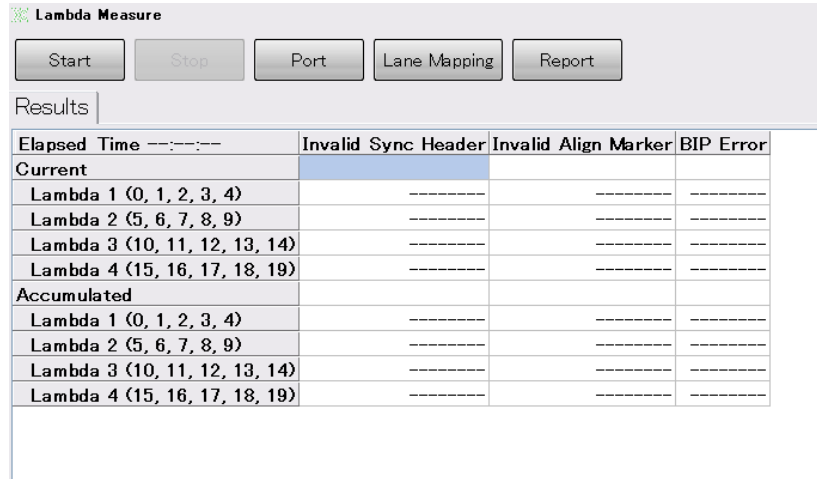 Lambda Measure
Start Stop Port Lane Mapping Report
Results
Elapsed Time --:--:-- Invalid Sync Header Invalid Align Marker BIP Error
Current
Lambda 1 (0, 1, 2, 3, 4) -------- -------- --------
Lambda 2 (5, 6, 7, 8, 9) -------- -------- --------
Lambda 3 (10, 11, 12, 13, 14) -------- -------- --------
Lambda 4 (15, 16, 17, 18, 19) -------- -------- --------
Accumulated
Lambda 1 (0, 1, 2, 3, 4) -------- -------- --------
Lambda 2 (5, 6, 7, 8, 9) -------- -------- --------
Lambda 3 (10, 11, 12, 13, 14) -------- -------- --------
Lambda 4 (15, 16, 17, 18, 19) -------- -------- --------